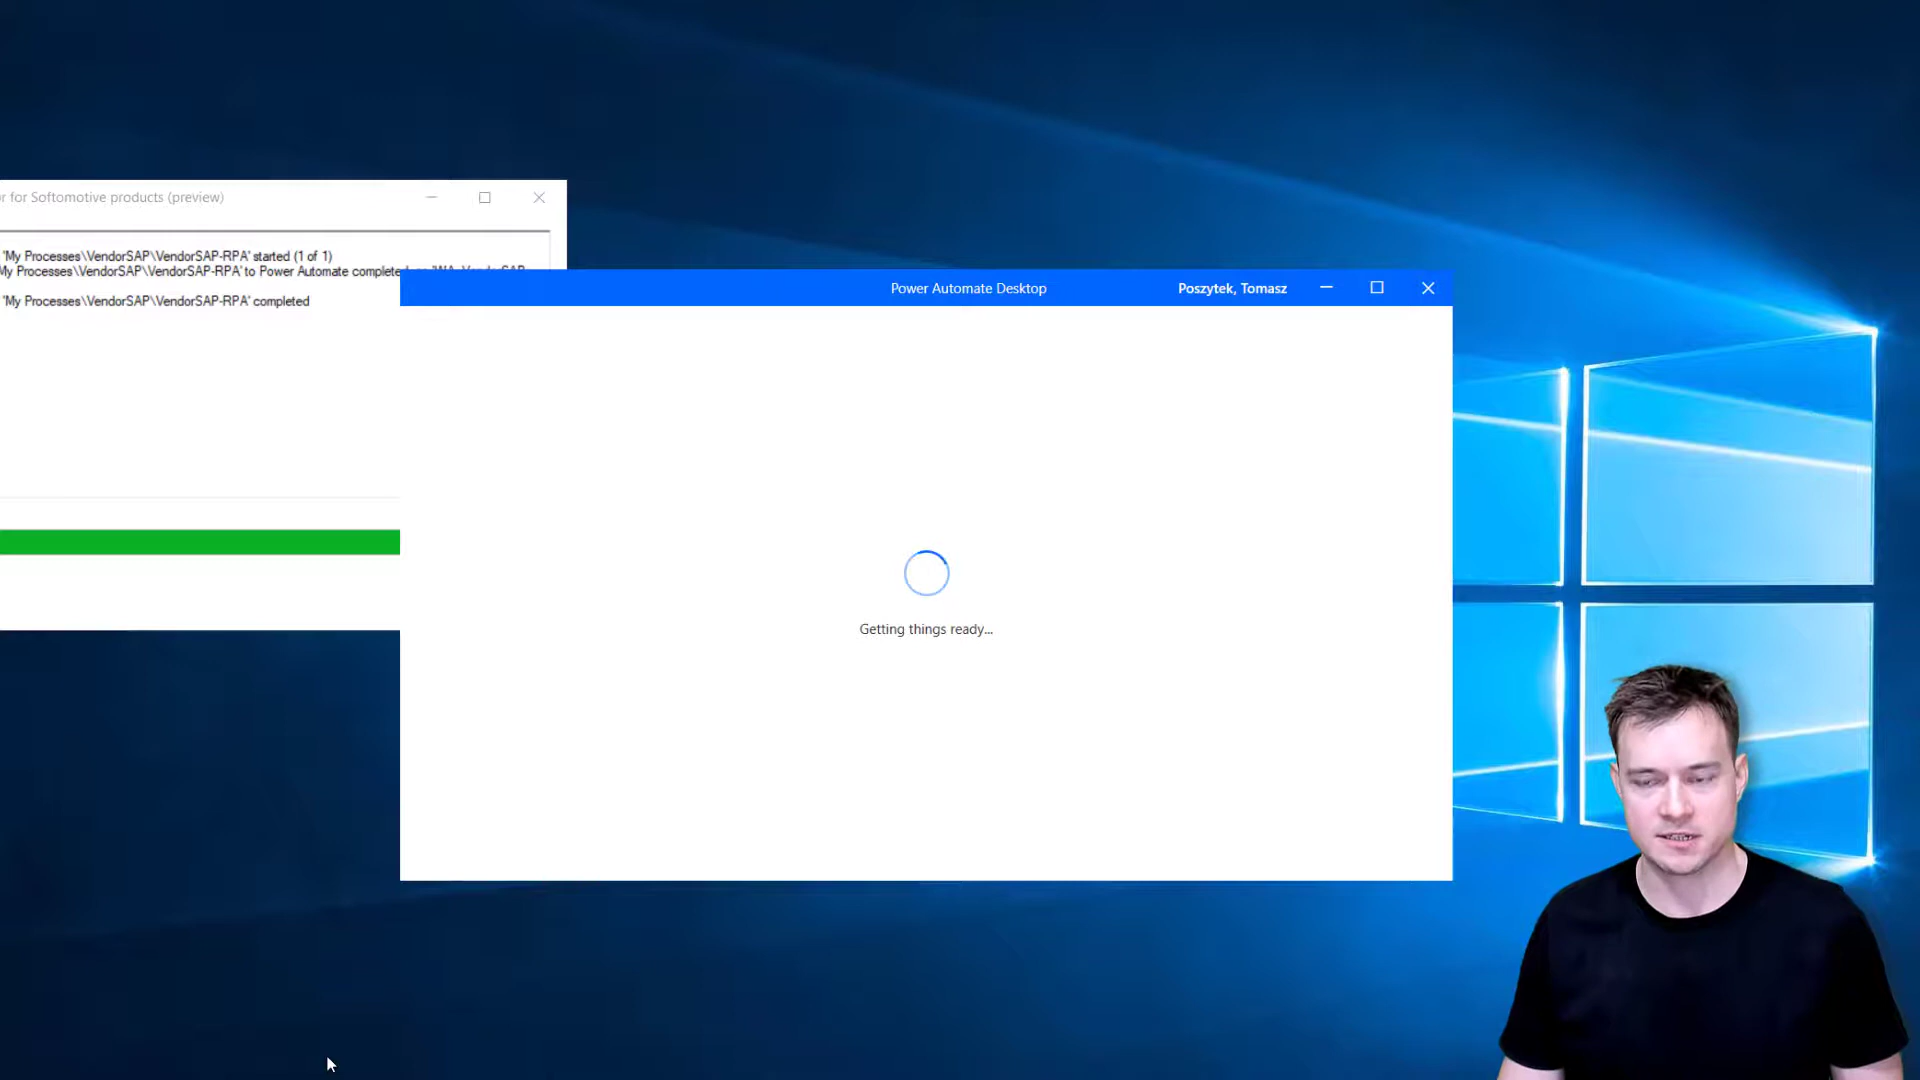 r for Softomotive products (preview)
'My Processes\VendorSAP\VendorSAP-RPA' started (1 of 1)
My Processes\VendorSAP\VendorSAP-RPA' to Power Automate completed
'My Processes\VendorSAP\VendorSAP-RPA' completed
Power Automate Desktop
Poszytek, Tomasz
Getting things ready...